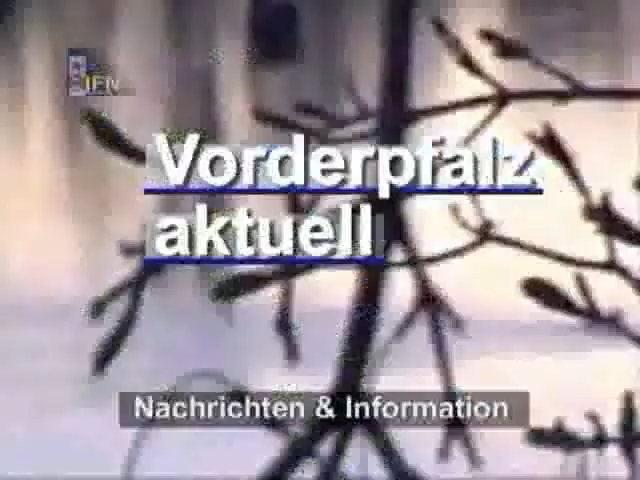 Vorderpfalz
aktuell
Nachrichten & Information